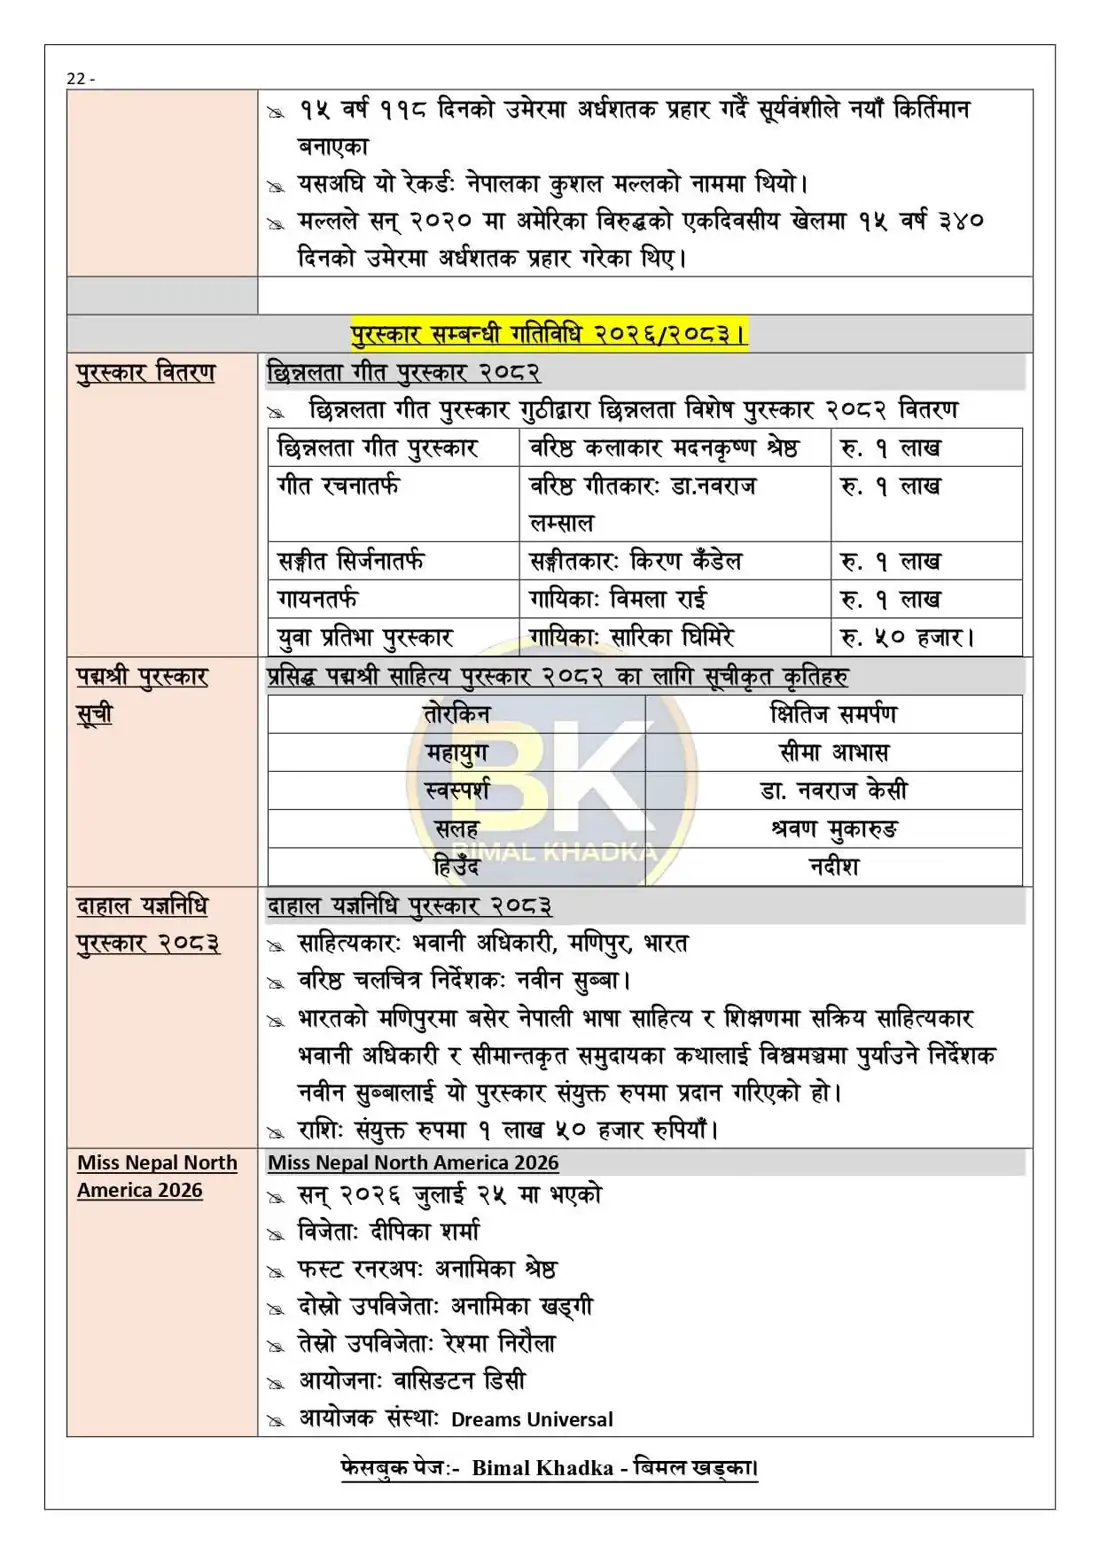 22 -
१५ वर्ष ११८ दिनको उमेरमा अर्धशतक प्रहार गर्दै सूर्यवंशीले नयाँ किर्तिमान
बनाएका
यसअघि यो रेकर्डः नेपालका कुशल मल्लको नाममा थियो।
मल्लले सन् २०२० मा अमेरिका विरुद्धको एकदिवसीय खेलमा १५ वर्ष ३४०
दिनको उमेरमा अर्धशतक प्रहार गरेका थिए।
पुरस्कार सम्बन्धी गतिविधि २०२६/२०८३।
पुरस्कार वितरण
छिन्नलता गीत पुरस्कार २०८२
छिन्नलता गीत पुरस्कार गुठीद्वारा छिन्नलता विशेष पुरस्कार २०८२ वितरण
छिन्नलता गीत पुरस्कार वरिष्ठ कलाकार मदनकृष्ण श्रेष्ठ रु. १ लाख
गीत रचनातर्फ वरिष्ठ गीतकारः डा.नवराज रु. १ लाख
लम्साल
सङ्गीत सिर्जनातर्फ सङ्गीतकारः किरण कँडेल रु. १ लाख
गायनतर्फ गायिकाः विमला राई रु. १ लाख
युवा प्रतिभा पुरस्कार गायिकाः सारिका घिमिरे रु. ५० हजार।
पद्मश्री पुरस्कार
सूची
प्रसिद्ध पद्मश्री साहित्य पुरस्कार २०८२ का लागि सूचीकृत कृतिहरु
तोरकिन क्षितिज समर्पण
महायुग सीमा आभास
स्वस्पर्श डा. नवराज केसी
सलह श्रवण मुकारुङ
हिउँद नदीश
BK
BIMAL KHADKA
दाहाल यज्ञनिधि
पुरस्कार २०८३
दाहाल यज्ञनिधि पुरस्कार २०८३
साहित्यकारः भवानी अधिकारी, मणिपुर, भारत
वरिष्ठ चलचित्र निर्देशकः नवीन सुब्बा।
भारतको मणिपुरमा बसेर नेपाली भाषा साहित्य र शिक्षणमा सक्रिय साहित्यकार
भवानी अधिकारी र सीमान्तकृत समुदायका कथालाई विश्वमञ्चमा पुर्याउने निर्देशक
नवीन सुब्बालाई यो पुरस्कार संयुक्त रुपमा प्रदान गरिएको हो।
राशिः संयुक्त रुपमा १ लाख ५० हजार रुपियाँ।
Miss Nepal North
America 2026
Miss Nepal North America 2026
सन् २०२६ जुलाई २५ मा भएको
विजेताः दीपिका शर्मा
फस्ट रनरअपः अनामिका श्रेष्ठ
दोस्रो उपविजेताः अनामिका खड्गी
तेस्रो उपविजेताः रेश्मा निरौला
आयोजनाः वासिङटन डिसी
आयोजक संस्थाः Dreams Universal
फेसबुक पेज:- Bimal Khadka - बिमल खड्का।